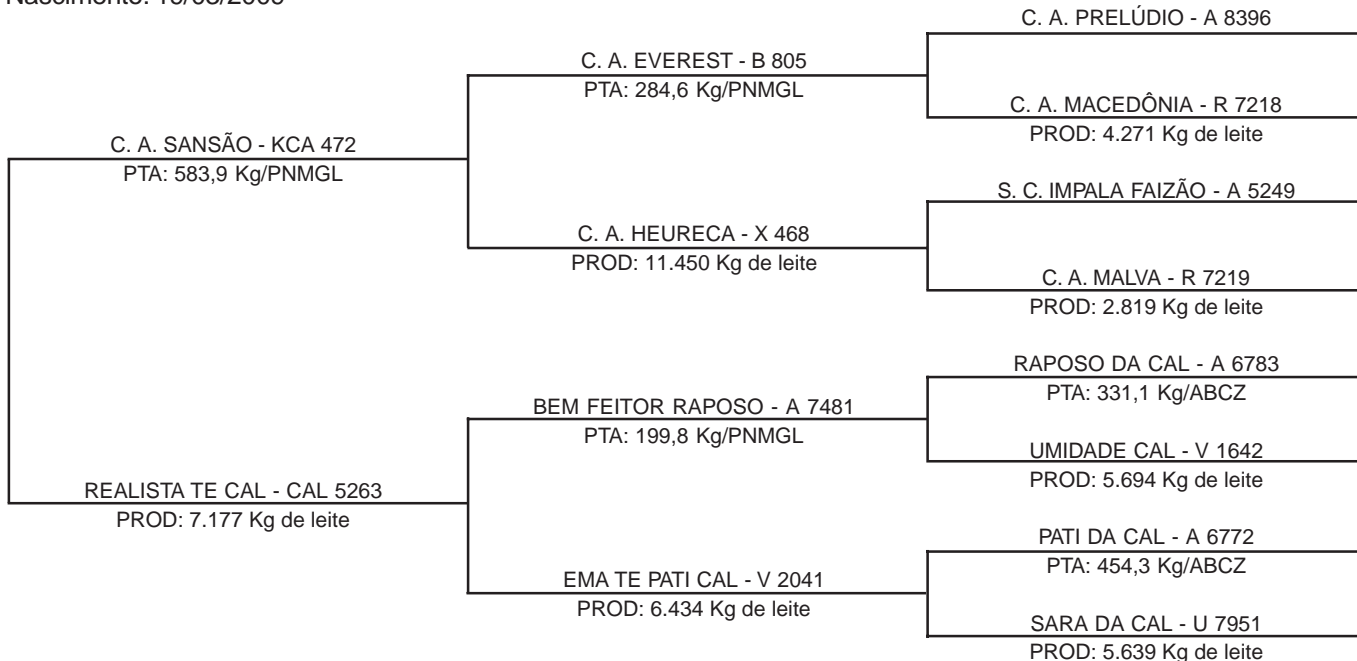 C. A. PRELÚDIO - A 8396
C. A. EVEREST - B 805
PTA: 284,6 Kg/PNMGL
C. A. MACEDÔNIA - R 7218
PROD: 4.271 Kg de leite
C. A. SANSÃO - KCA 472
PTA: 583,9 Kg/PNMGL
S. C. IMPALA FAIZÃO - A 5249
C. A. HEURECA - X 468
PROD: 11.450 Kg de leite
C. A. MALVA - R 7219
PROD: 2.819 Kg de leite
RAPOSO DA CAL - A 6783
PTA: 331,1 Kg/ABCZ
BEM FEITOR RAPOSO - A 7481
PTA: 199,8 Kg/PNMGL
UMIDADE CAL - V 1642
PROD: 5.694 Kg de leite
REALISTA TE CAL - CAL 5263
PROD: 7.177 Kg de leite
PATI DA CAL - A 6772
PTA: 454,3 Kg/ABCZ
EMA TE PATI CAL - V 2041
PROD: 6.434 Kg de leite
SARA DA CAL - U 7951
PROD: 5.639 Kg de leite